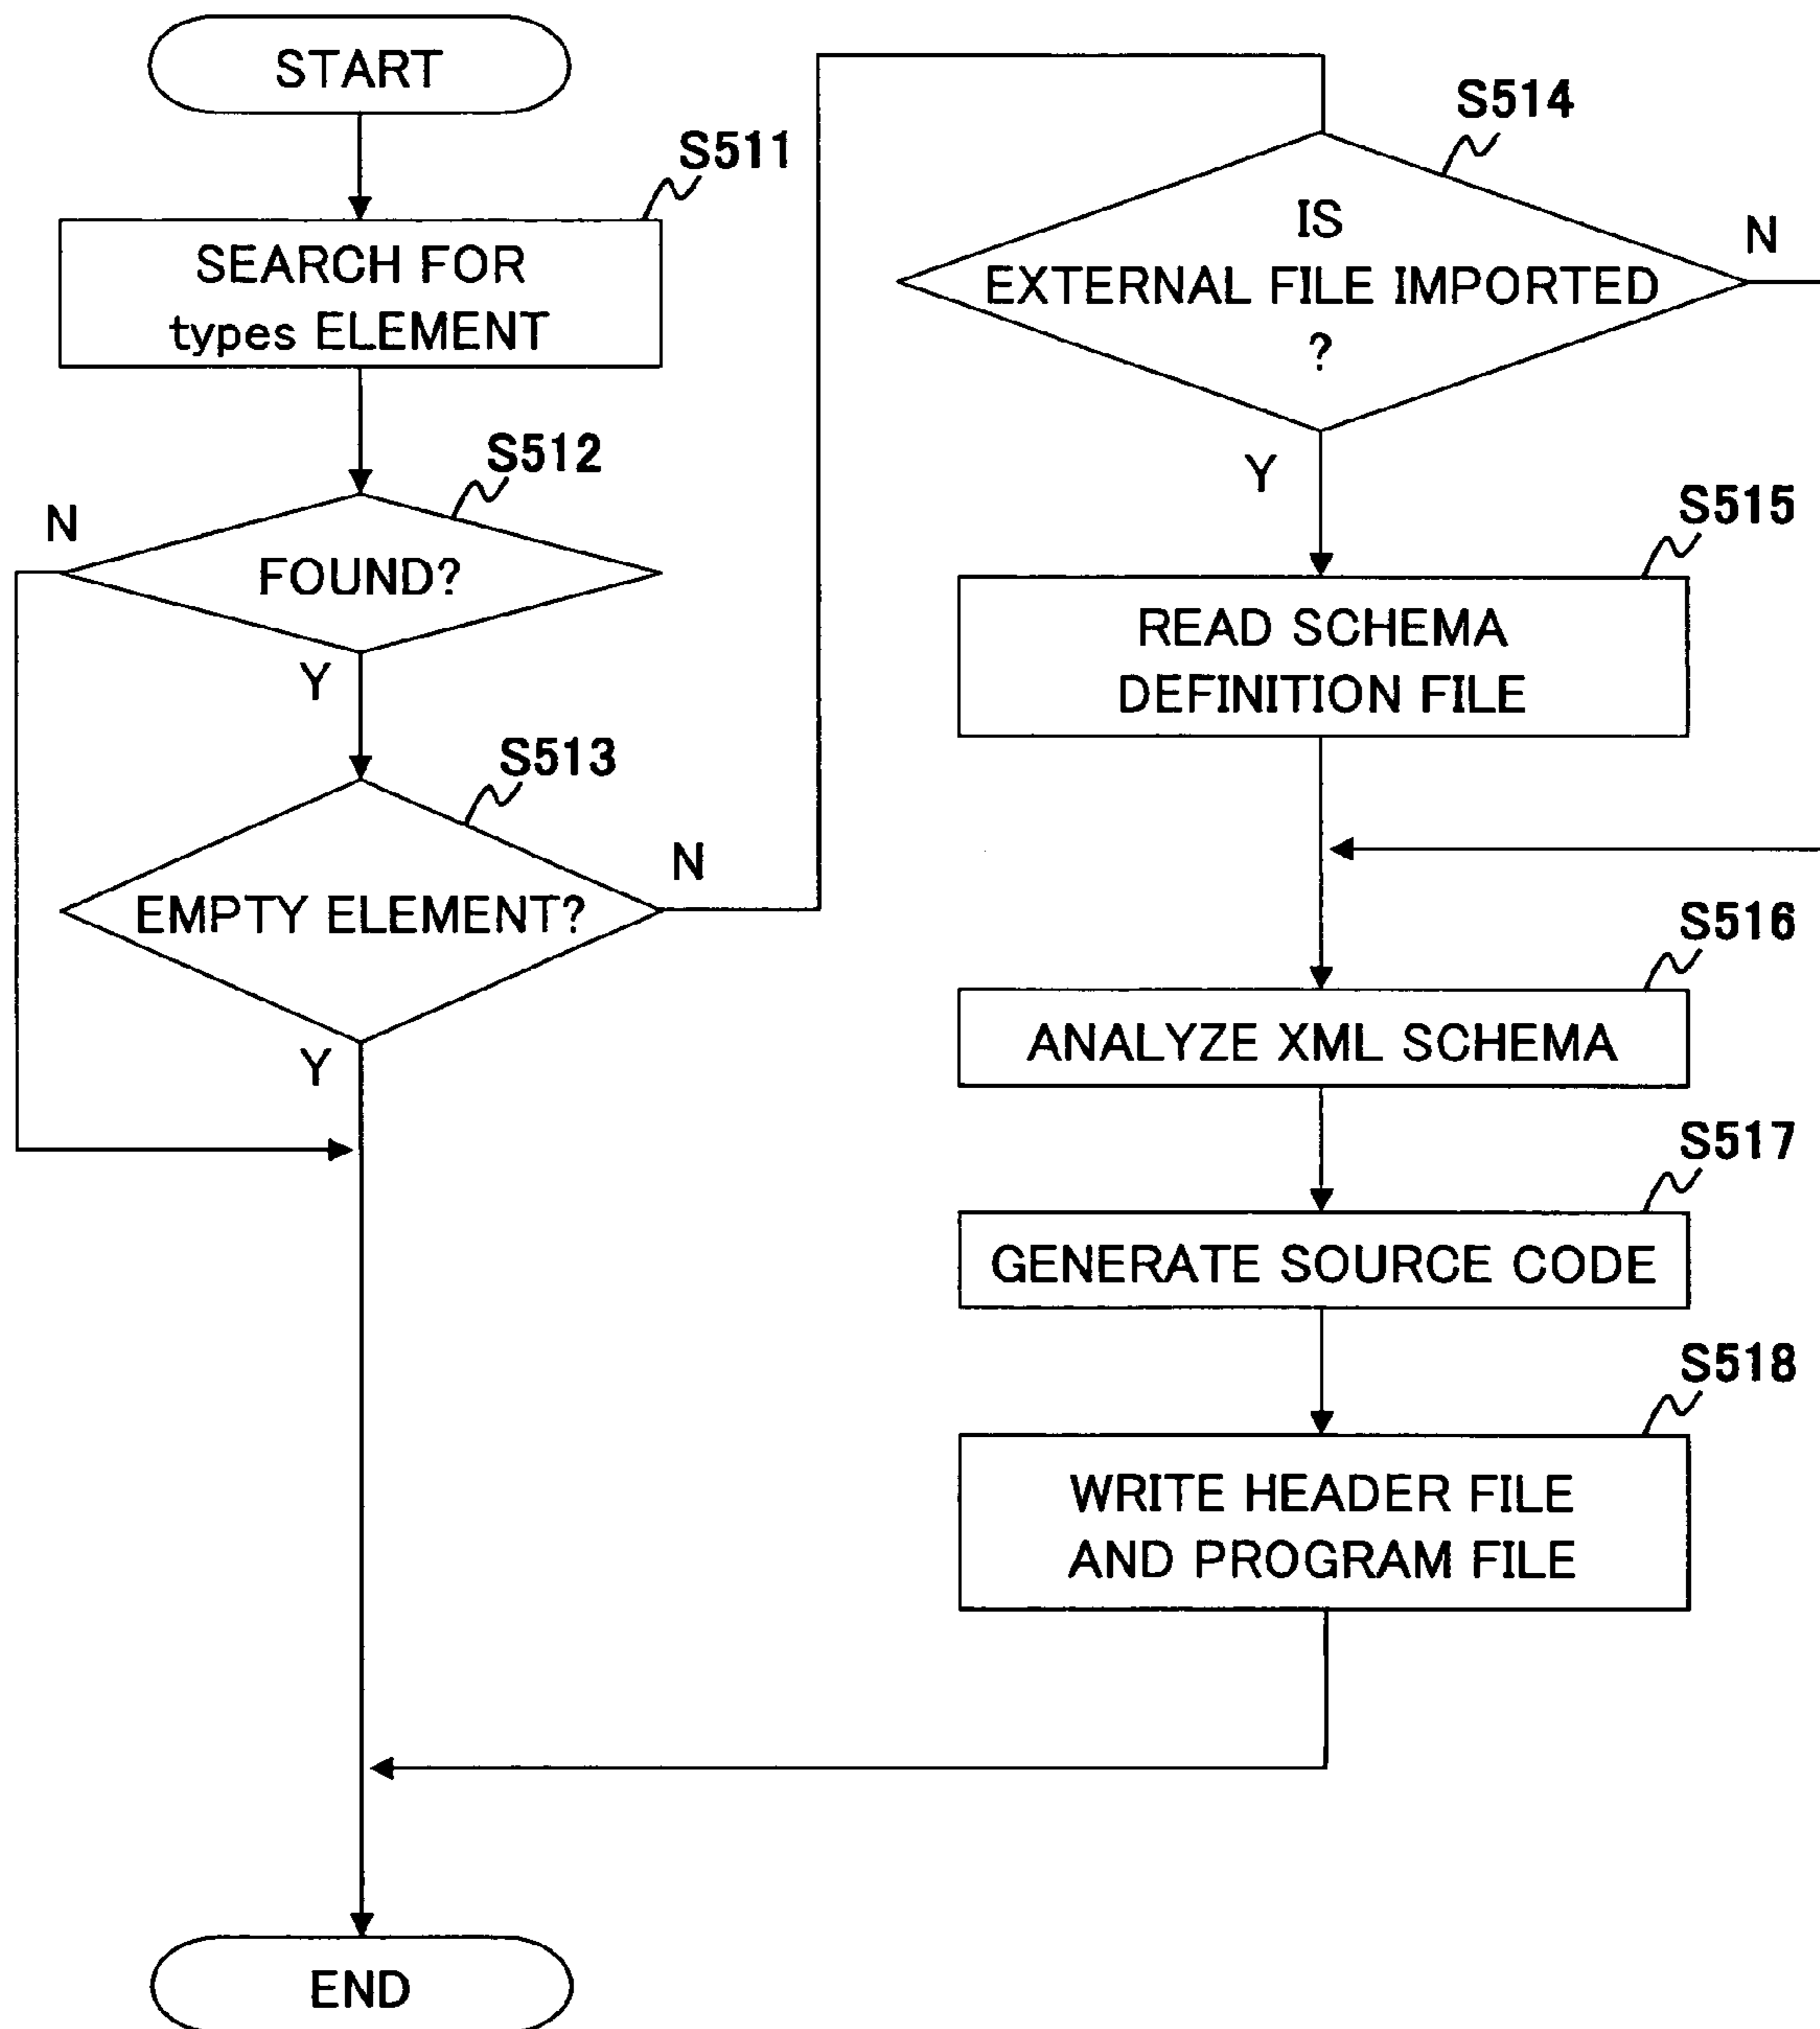 START
S511
SEARCH FOR
types ELEMENT
S512
N
FOUND?
Y
S513
N
EMPTY ELEMENT?
Y
END
S514
IS
N
EXTERNAL FILE IMPORTED
?
Y
S515
READ SCHEMA
DEFINITION FILE
S516
ANALYZE XML SCHEMA
S517
GENERATE SOURCE CODE
S518
WRITE HEADER FILE
AND PROGRAM FILE